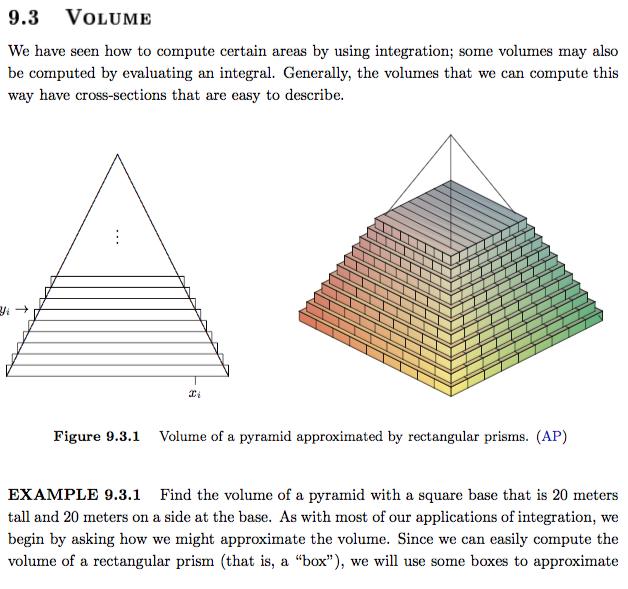 9.3 VOLUME
We have seen how to compute certain areas by using integration; some volumes may also
be computed by evaluating an integral. Generally, the volumes that we can compute this
way have cross-sections that are easy to describe.
⋮
yᵢ →
xᵢ
Figure 9.3.1 Volume of a pyramid approximated by rectangular prisms. (AP)
EXAMPLE 9.3.1 Find the volume of a pyramid with a square base that is 20 meters
tall and 20 meters on a side at the base. As with most of our applications of integration, we
begin by asking how we might approximate the volume. Since we can easily compute the
volume of a rectangular prism (that is, a “box”), we will use some boxes to approximate